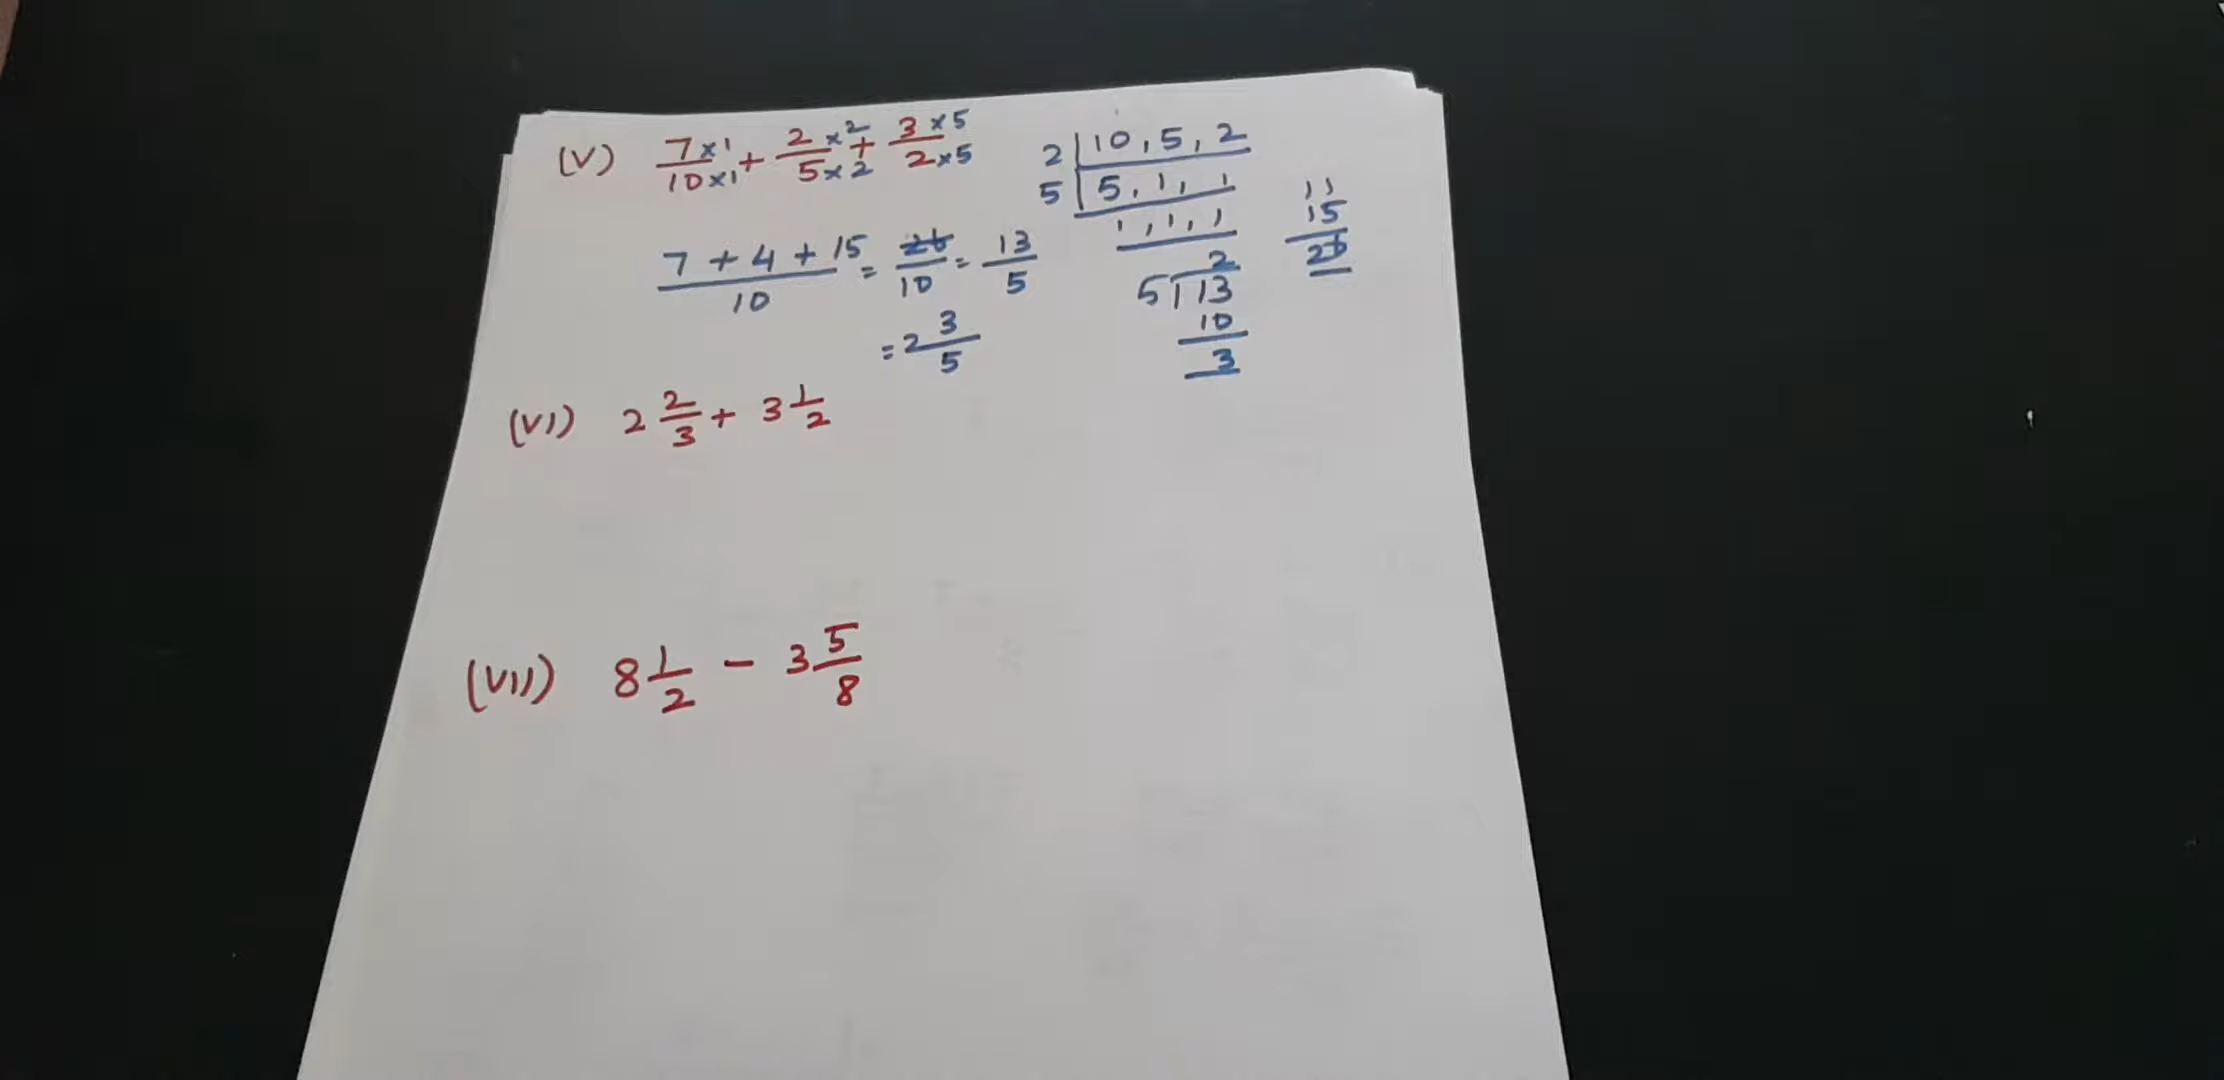 (V) 7×1/10×1 + 2×2/5×2 + 3×5/2×5
7 + 4 + 15/10 = 26/10 = 13/5
= 2 3/5
2 | 10, 5, 2
5 | 5, 1, 1
1, 1, 1
11
15
26
2
5 | 13
10
3
(VI) 2 2/3 + 3 1/2
(VII) 8 1/2 - 3 5/8